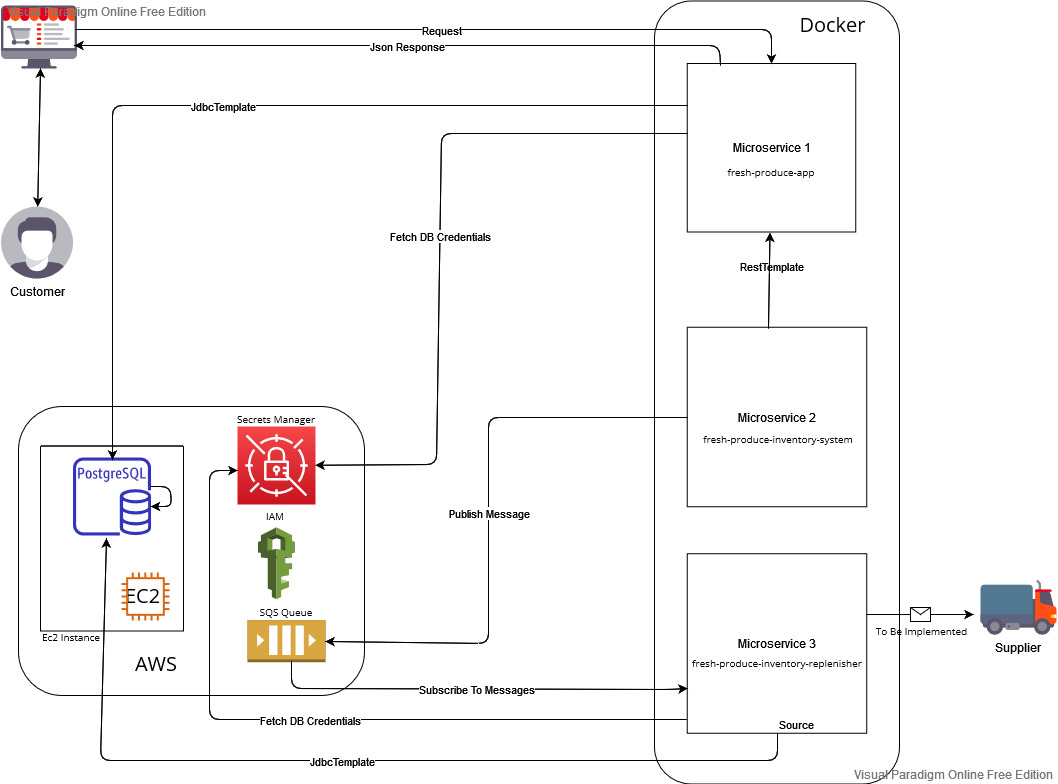 Visual Paradigm Online Free Edition
Docker
Request
Json Response
JdbcTemplate
Microservice 1
fresh-produce-app
Fetch DB Credentials
RestTemplate
Customer
Secrets Manager
Microservice 2
fresh-produce-inventory-system
PostgreSQL
IAM
Publish Message
EC2
SQS Queue
Ec2 Instance
To Be Implemented
Microservice 3
Supplier
AWS
fresh-produce-inventory-replenisher
Subscribe To Messages
Fetch DB Credentials
Source
JdbcTemplate
Visual Paradigm Online Free Edition